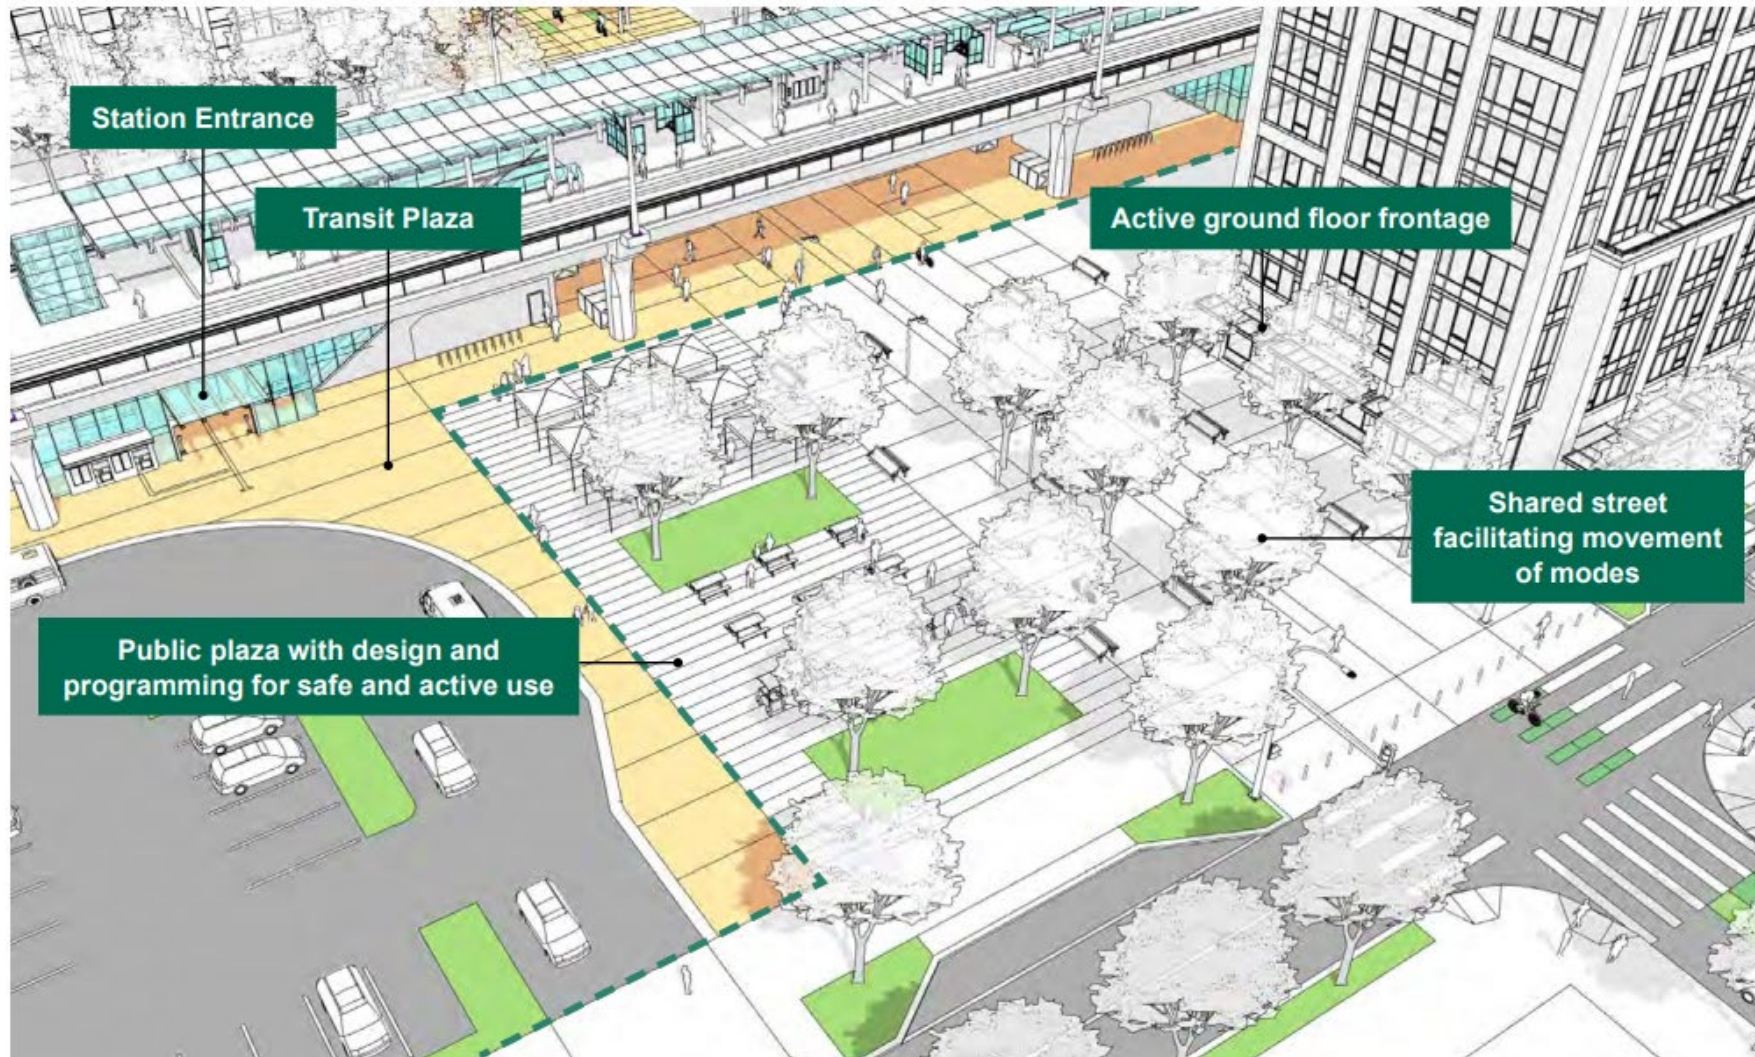 Station Entrance
Transit Plaza
Active ground floor frontage
Shared street
facilitating movement
of modes
Public plaza with design and
programming for safe and active use